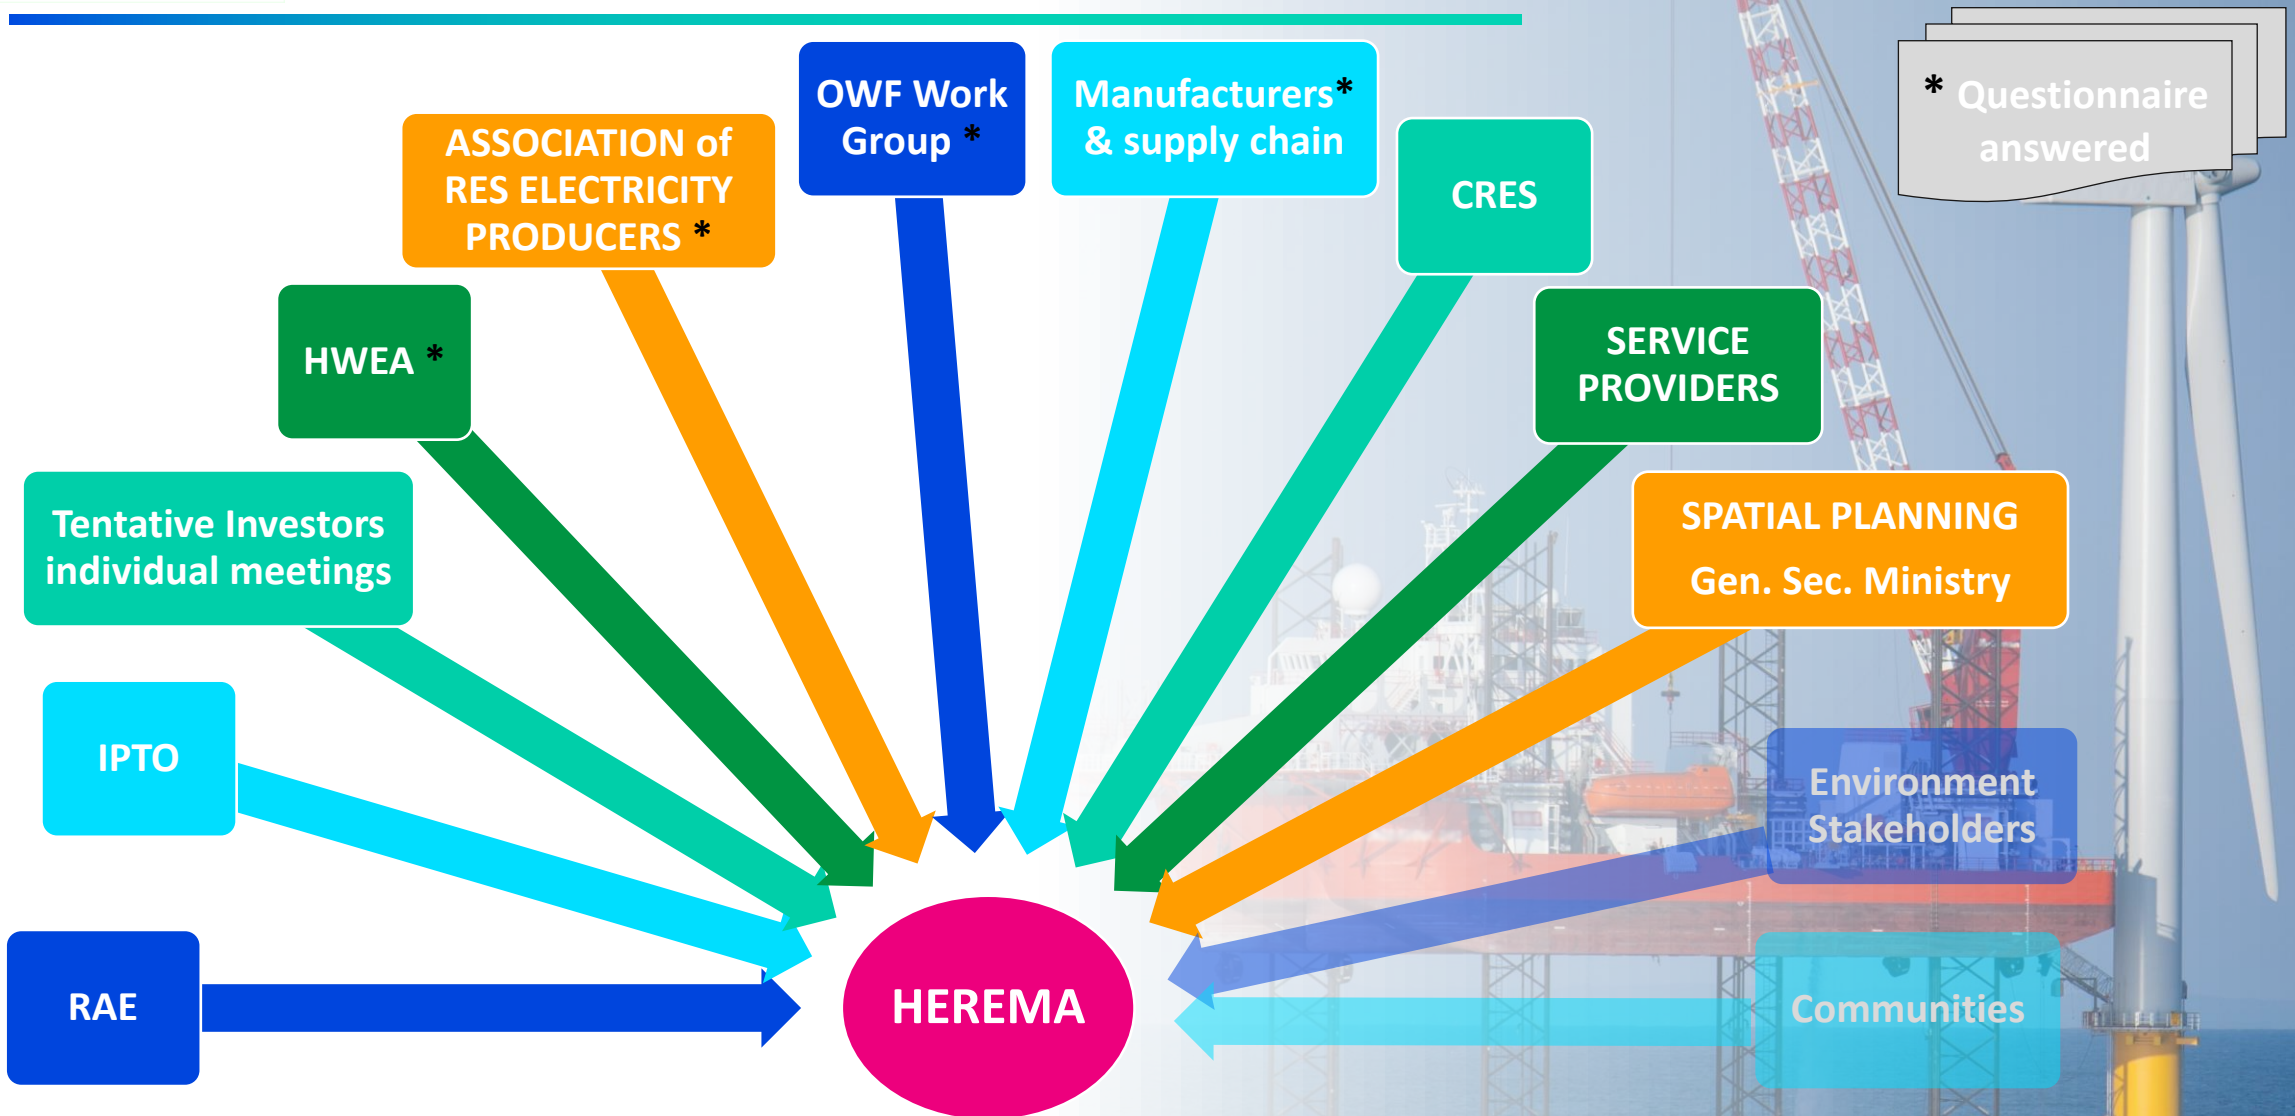 OWF Work
Group *
Manufacturers*
& supply chain
* Questionnaire
answered
ASSOCIATION of
RES ELECTRICITY
PRODUCERS *
CRES
HWEA *
SERVICE
PROVIDERS
Tentative Investors
individual meetings
SPATIAL PLANNING
Gen. Sec. Ministry
IPTO
Environment
Stakeholders
RAE
HEREMA
Communities